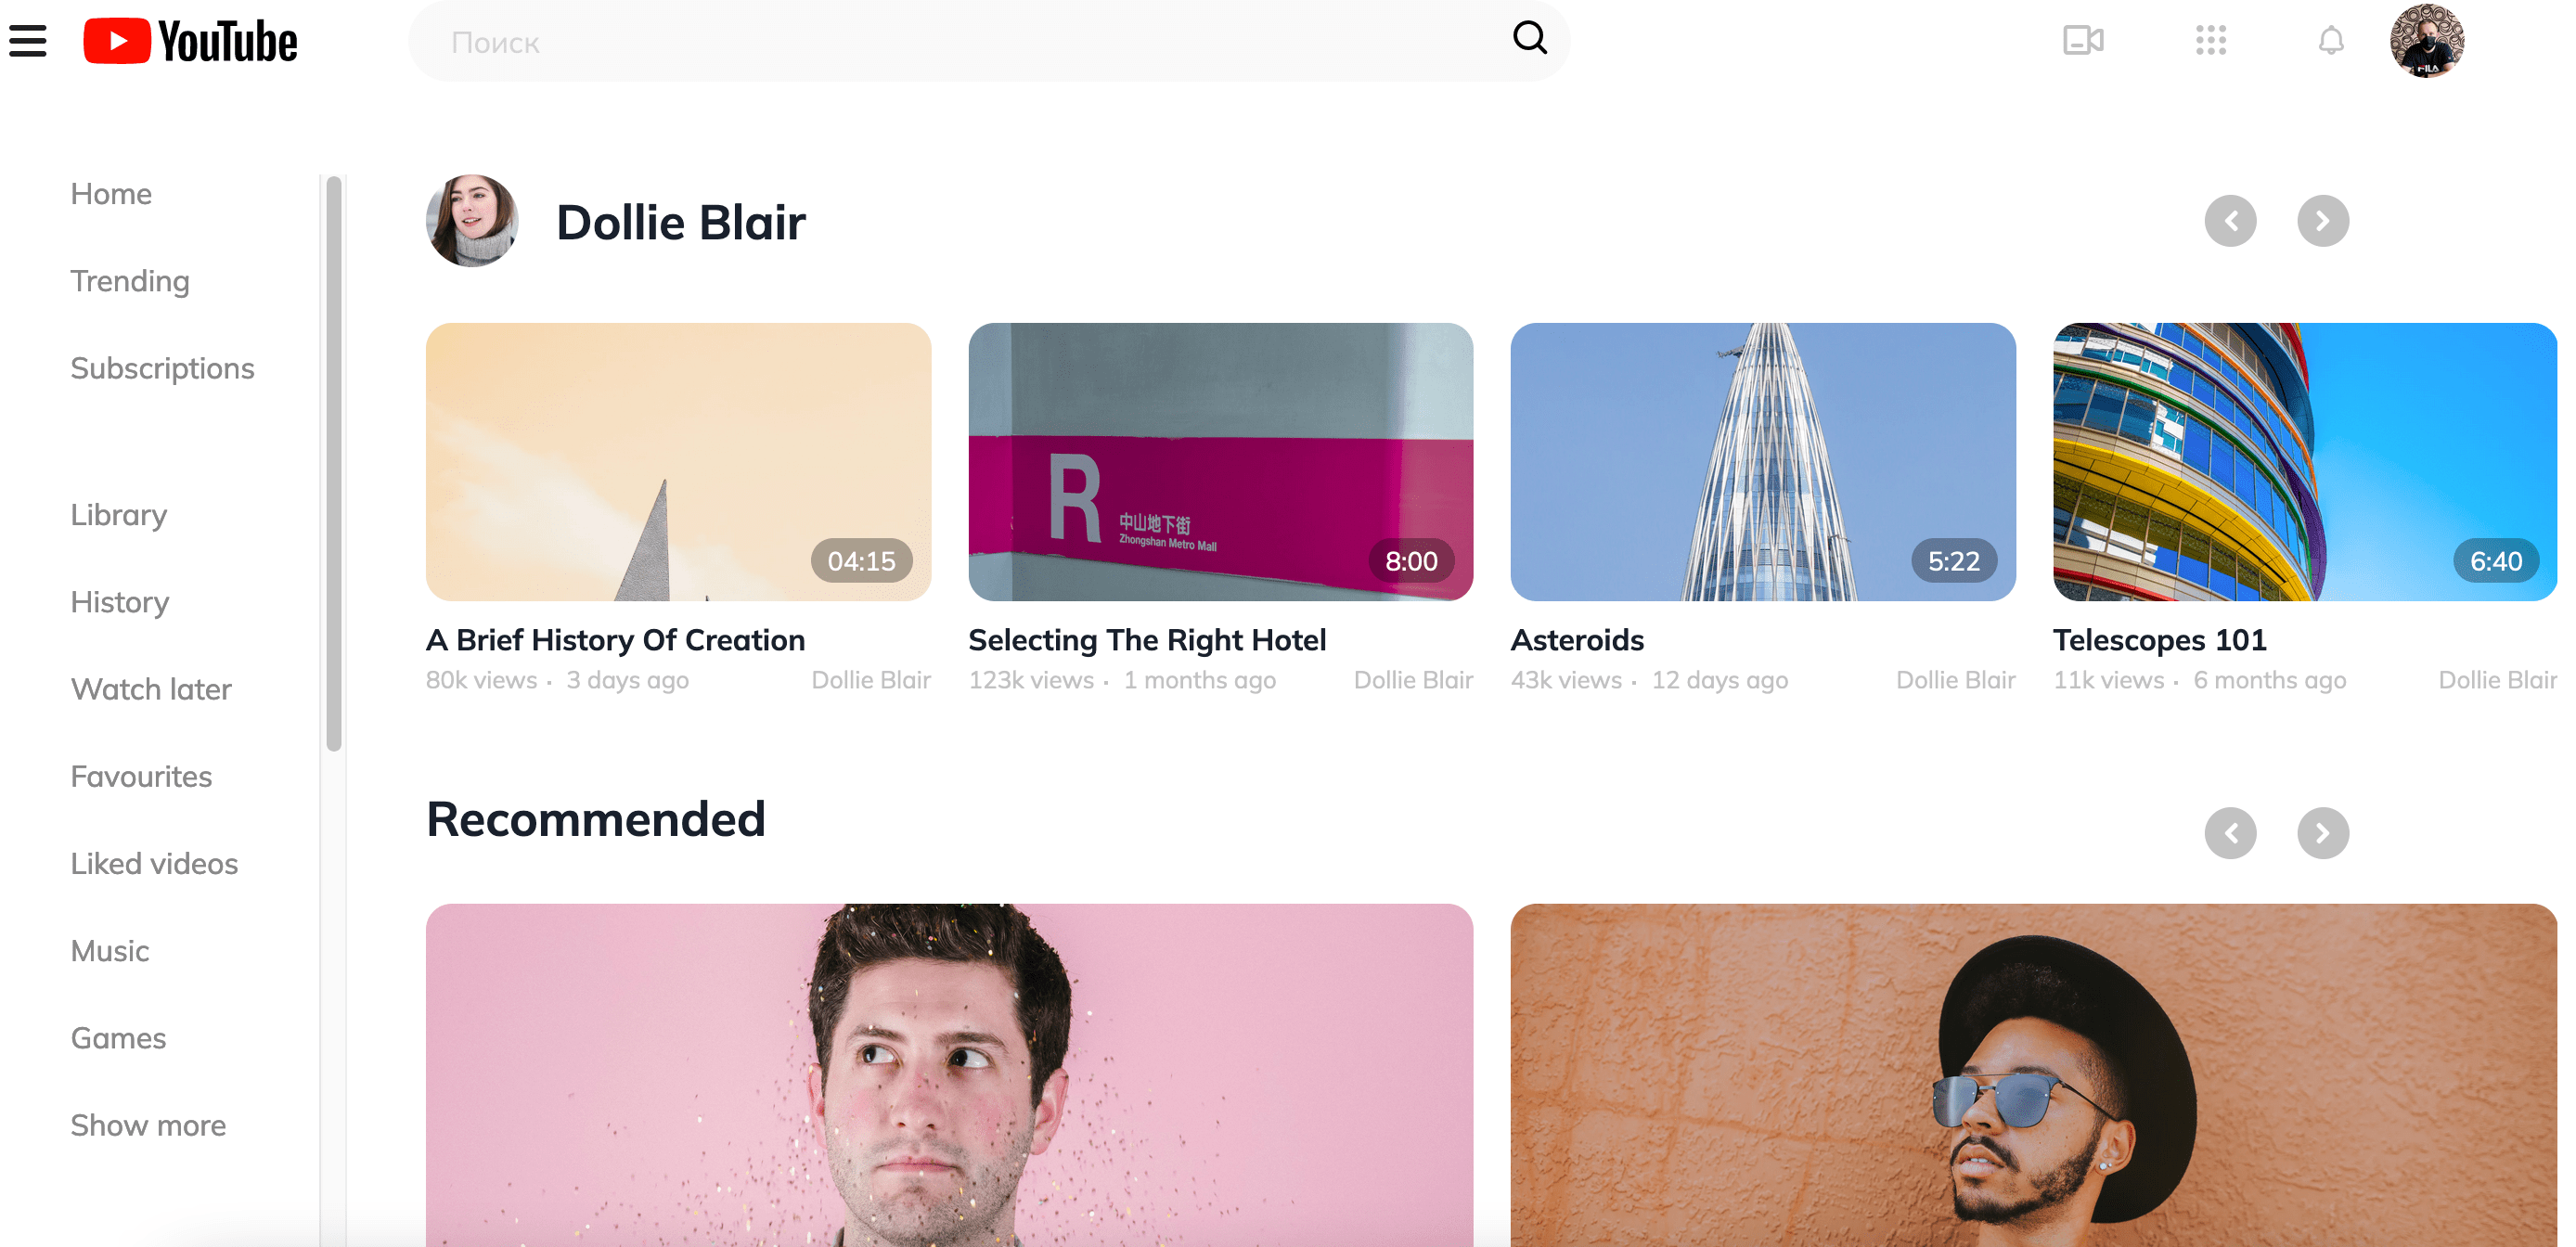 YouTube
Поиск
Home
Trending
Subscriptions
Library
History
Watch later
Favourites
Liked videos
Music
Games
Show more
Dollie Blair
R
中山地下街
Zhongshan Metro Mall
04:15
8:00
5:22
6:40
A Brief History Of Creation
80k views · 3 days ago Dollie Blair
Selecting The Right Hotel
123k views · 1 months ago Dollie Blair
Asteroids
43k views · 12 days ago Dollie Blair
Telescopes 101
11k views · 6 months ago Dollie Blair
Recommended
FILA